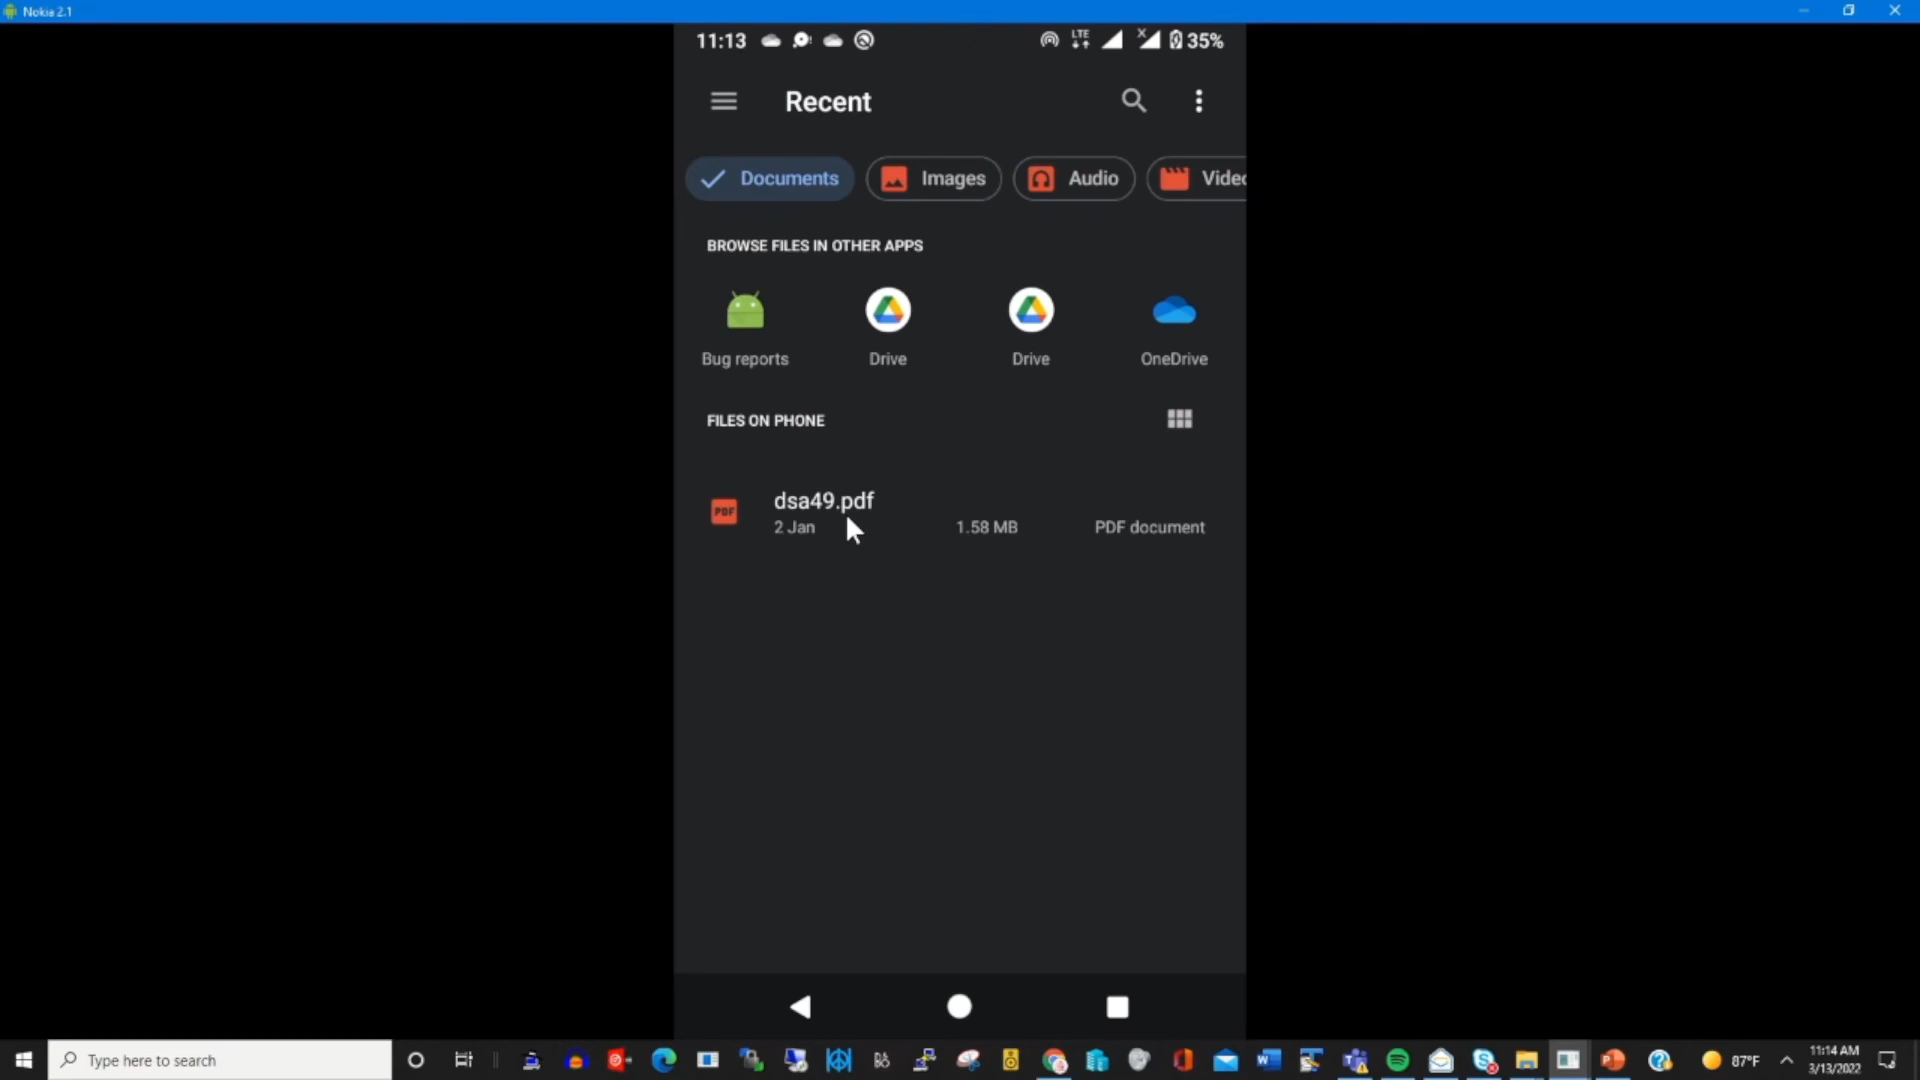 Nokia 2.1
11:13
LTE
35%
Recent
Documents
Images
Audio
Video
BROWSE FILES IN OTHER APPS
Bug reports
Drive
Drive
OneDrive
FILES ON PHONE
PDF
dsa49.pdf
2 Jan
1.58 MB
PDF document
Type here to search
87°F
11:14 AM
3/13/2022